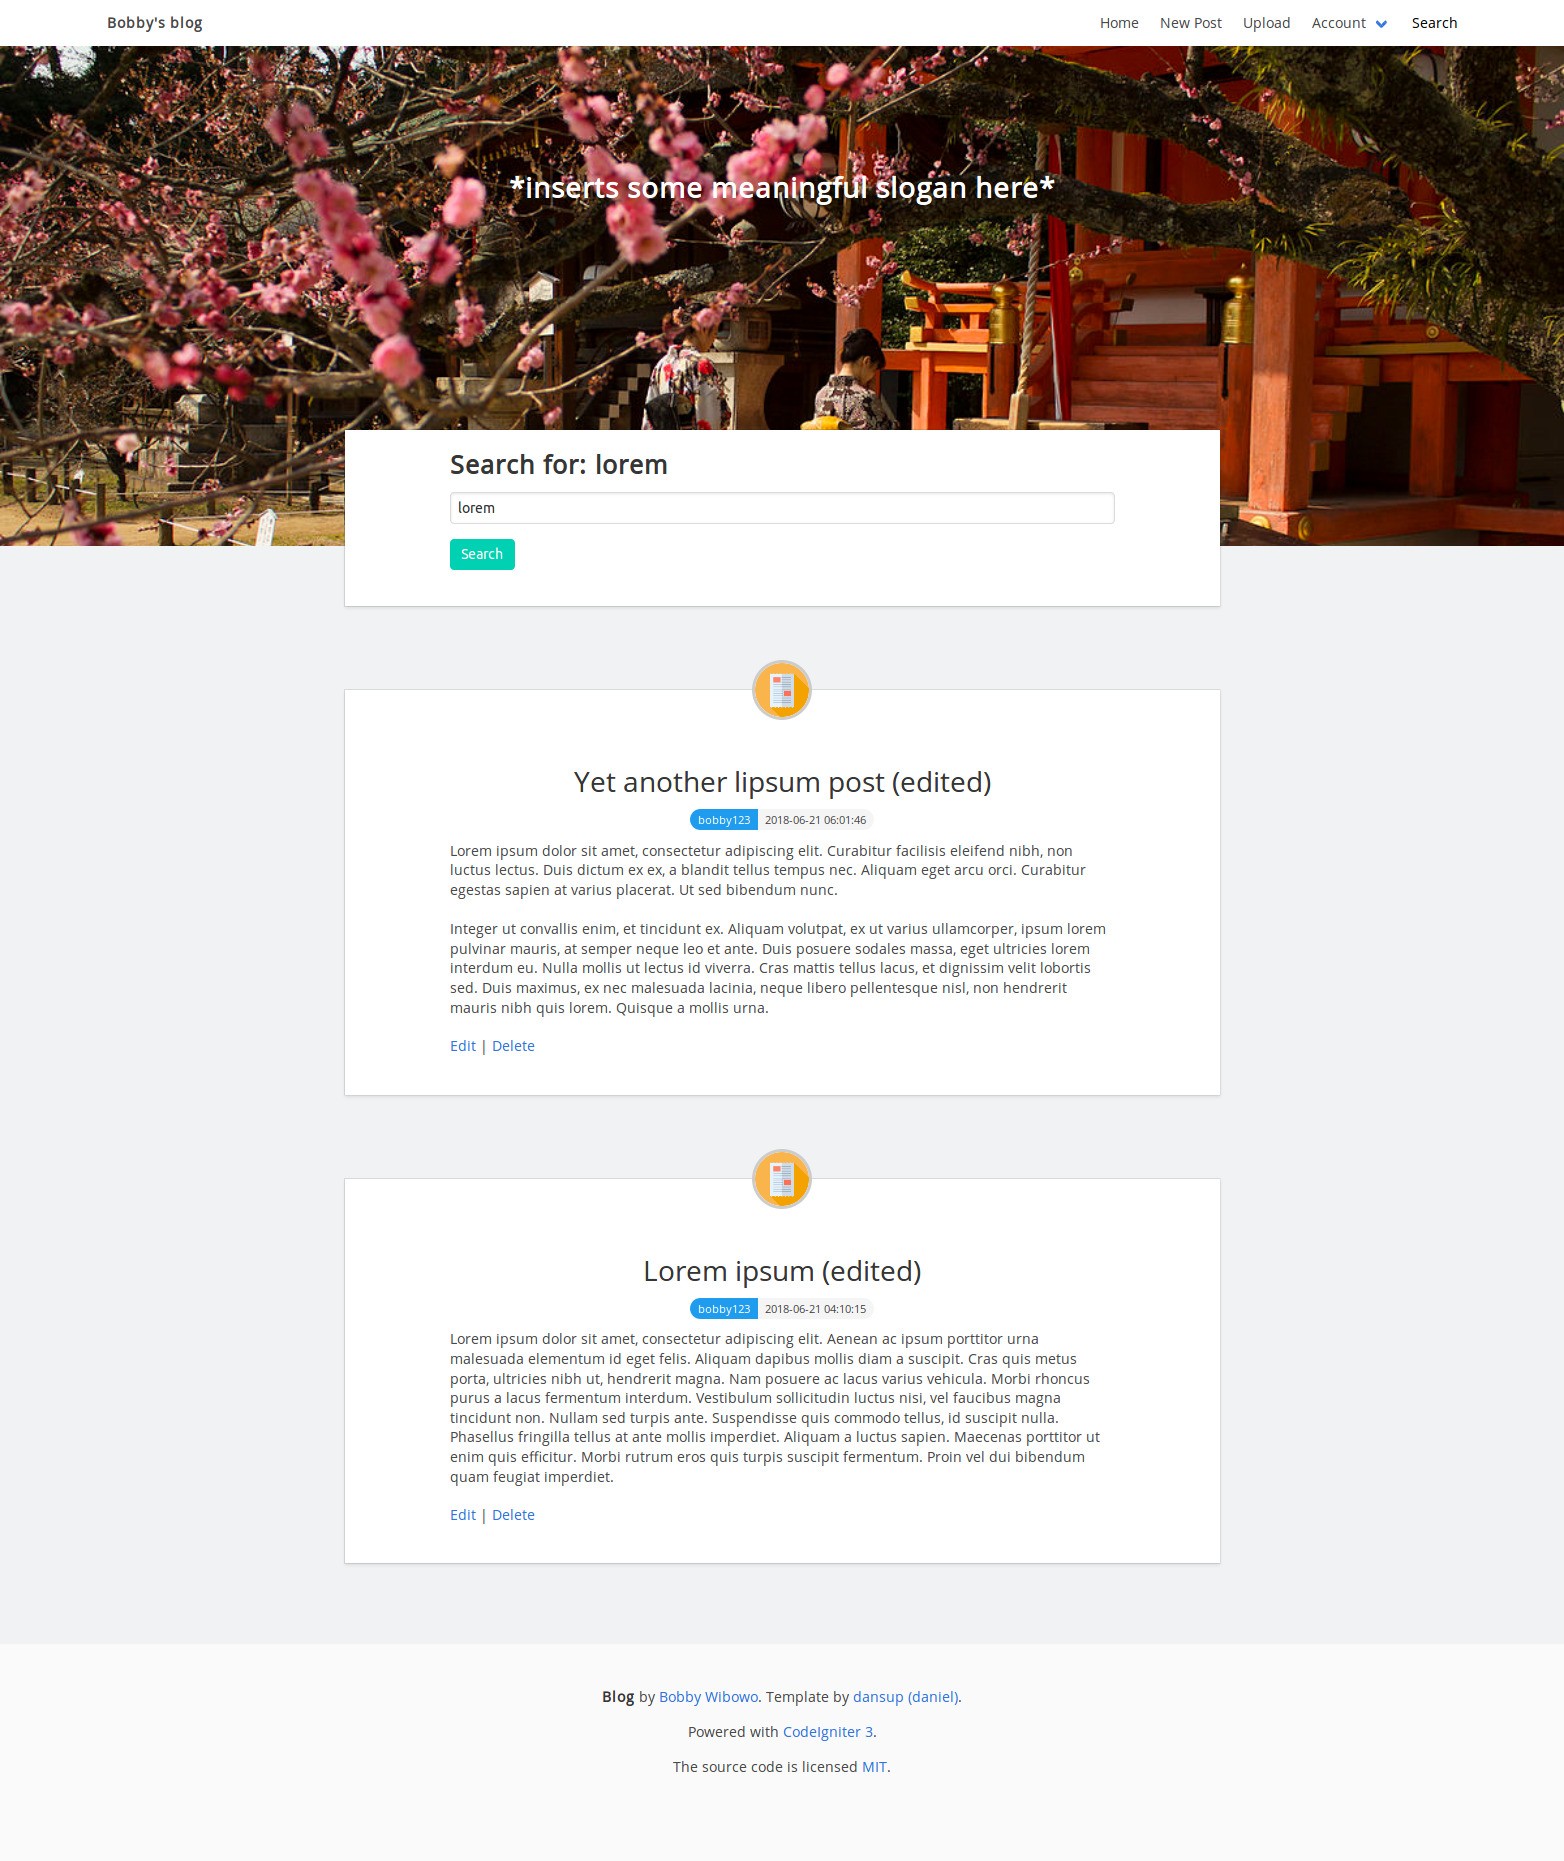 Bobby's blog
Home New Post Upload Account Search
*inserts some meaningful slogan here*
Search for: lorem
lorem
Search
Yet another lipsum post (edited)
bobby123 2018-06-21 06:01:46
Lorem ipsum dolor sit amet, consectetur adipiscing elit. Curabitur facilisis eleifend nibh, non
luctus lectus. Duis dictum ex ex, a blandit tellus tempus nec. Aliquam eget arcu orci. Curabitur
egestas sapien at varius placerat. Ut sed bibendum nunc.
Integer ut convallis enim, et tincidunt ex. Aliquam volutpat, ex ut varius ullamcorper, ipsum lorem
pulvinar mauris, at semper neque leo et ante. Duis posuere sodales massa, eget ultricies lorem
interdum eu. Nulla mollis ut lectus id viverra. Cras mattis tellus lacus, et dignissim velit lobortis
sed. Duis maximus, ex nec malesuada lacinia, neque libero pellentesque nisl, non hendrerit
mauris nibh quis lorem. Quisque a mollis urna.
Edit | Delete
Lorem ipsum (edited)
bobby123 2018-06-21 04:10:15
Lorem ipsum dolor sit amet, consectetur adipiscing elit. Aenean ac ipsum porttitor urna
malesuada elementum id eget felis. Aliquam dapibus mollis diam a suscipit. Cras quis metus
porta, ultricies nibh ut, hendrerit magna. Nam posuere ac lacus varius vehicula. Morbi rhoncus
purus a lacus fermentum interdum. Vestibulum sollicitudin luctus nisi, vel faucibus magna
tincidunt non. Nullam sed turpis ante. Suspendisse quis commodo tellus, id suscipit nulla.
Phasellus fringilla tellus at ante mollis imperdiet. Aliquam a luctus sapien. Maecenas porttitor ut
enim quis efficitur. Morbi rutrum eros quis turpis suscipit fermentum. Proin vel dui bibendum
quam feugiat imperdiet.
Edit | Delete
Blog by Bobby Wibowo. Template by dansup (daniel).
Powered with CodeIgniter 3.
The source code is licensed MIT.